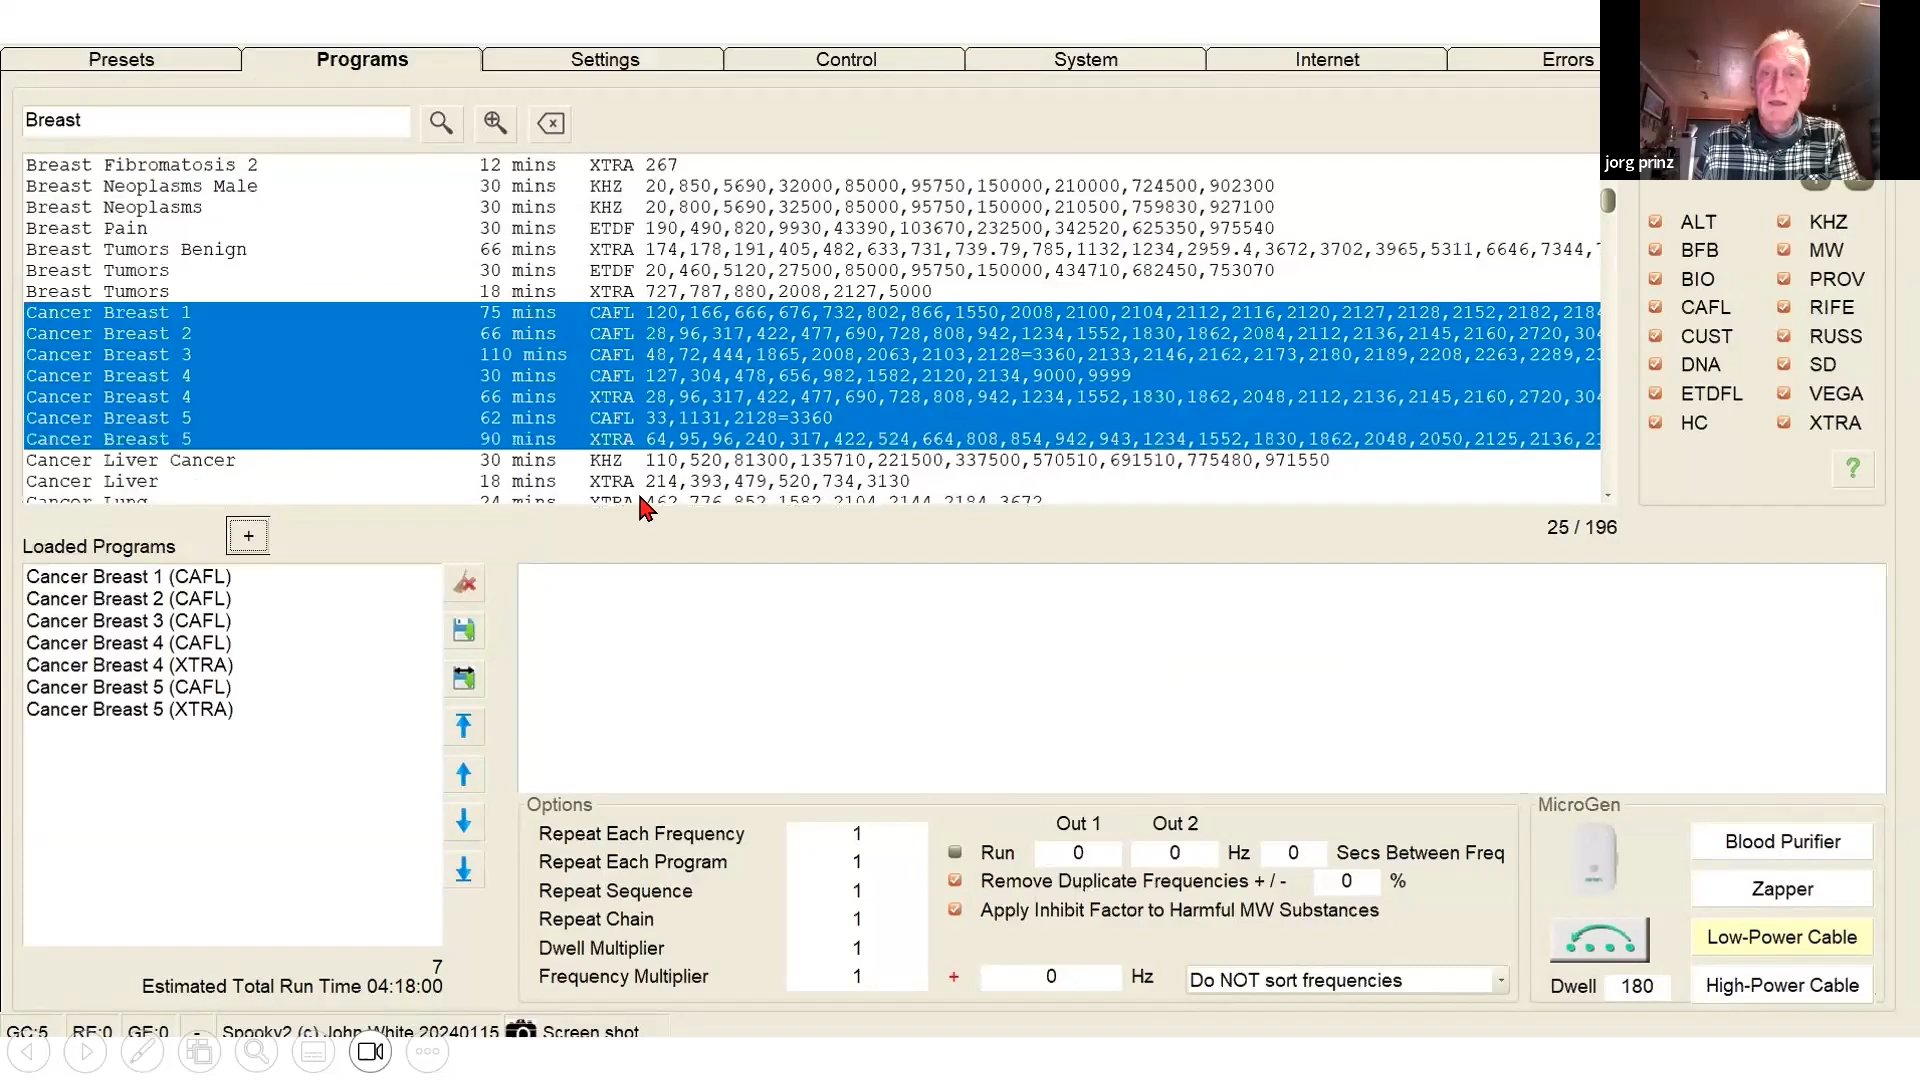 Presets Programs Settings Control System Internet Errors
jorg prinz
Breast
Breast Fibromatosis 2 12 mins XTRA 267
Breast Neoplasms Male 30 mins KHZ 20,850,5690,32000,85000,95750,150000,210000,724500,902300
Breast Neoplasms 30 mins KHZ 20,800,5690,32500,85000,95750,150000,210500,759830,927100
Breast Pain 30 mins ETDF 190,490,820,9930,43390,103670,232500,342520,625350,975540
Breast Tumors Benign 66 mins XTRA 174,178,191,405,482,633,731,739.79,785,1132,1234,2959.4,3672,3702,3965,5311,6646,7344,
Breast Tumors 30 mins ETDF 20,460,5120,27500,85000,95750,150000,434710,682450,753070
Breast Tumors 18 mins XTRA 727,787,880,2008,2127,5000
Cancer Breast 1 75 mins CAFL 120,166,666,676,732,802,866,1550,2008,2100,2104,2112,2116,2120,2127,2128,2152,2182,2184
Cancer Breast 2 66 mins CAFL 28,96,317,422,477,690,728,808,942,1234,1552,1830,1862,2084,2112,2136,2145,2160,2720,304
Cancer Breast 3 110 mins CAFL 48,72,444,1865,2008,2063,2103,2128=3360,2133,2146,2162,2173,2180,2189,2208,2263,2289,23
Cancer Breast 4 30 mins CAFL 127,304,478,656,982,1582,2120,2134,9000,9999
Cancer Breast 4 66 mins XTRA 28,96,317,422,477,690,728,808,942,1234,1552,1830,1862,2048,2112,2136,2145,2160,2720,304
Cancer Breast 5 62 mins CAFL 33,1131,2128=3360
Cancer Breast 5 90 mins XTRA 64,95,96,240,317,422,524,664,808,854,942,943,1234,1552,1830,1862,2048,2050,2125,2136,21
Cancer Liver Cancer 30 mins KHZ 110,520,81300,135710,221500,337500,570510,691510,775480,971550
Cancer Liver 18 mins XTRA 214,393,479,520,734,3130
Cancer Lung 24 mins XTRA 462,776,852,1582,2104,2144,2184,3672
ALT KHZ
BFB MW
BIO PROV
CAFL RIFE
CUST RUSS
DNA SD
ETDFL VEGA
HC XTRA
?
25 / 196
Loaded Programs +
Cancer Breast 1 (CAFL)
Cancer Breast 2 (CAFL)
Cancer Breast 3 (CAFL)
Cancer Breast 4 (CAFL)
Cancer Breast 4 (XTRA)
Cancer Breast 5 (CAFL)
Cancer Breast 5 (XTRA)
7
Estimated Total Run Time 04:18:00
Options
Repeat Each Frequency 1
Repeat Each Program 1
Repeat Sequence 1
Repeat Chain 1
Dwell Multiplier 1
Frequency Multiplier 1
Out 1 Out 2
Run 0 0 Hz 0 Secs Between Freq
Remove Duplicate Frequencies + / - 0 %
Apply Inhibit Factor to Harmful MW Substances
+ 0 Hz Do NOT sort frequencies
MicroGen
Blood Purifier
Zapper
Low-Power Cable
High-Power Cable
Dwell 180
GC:5 RF:0 GF:0 - Spooky2 (c) John White 20240115 Screen shot